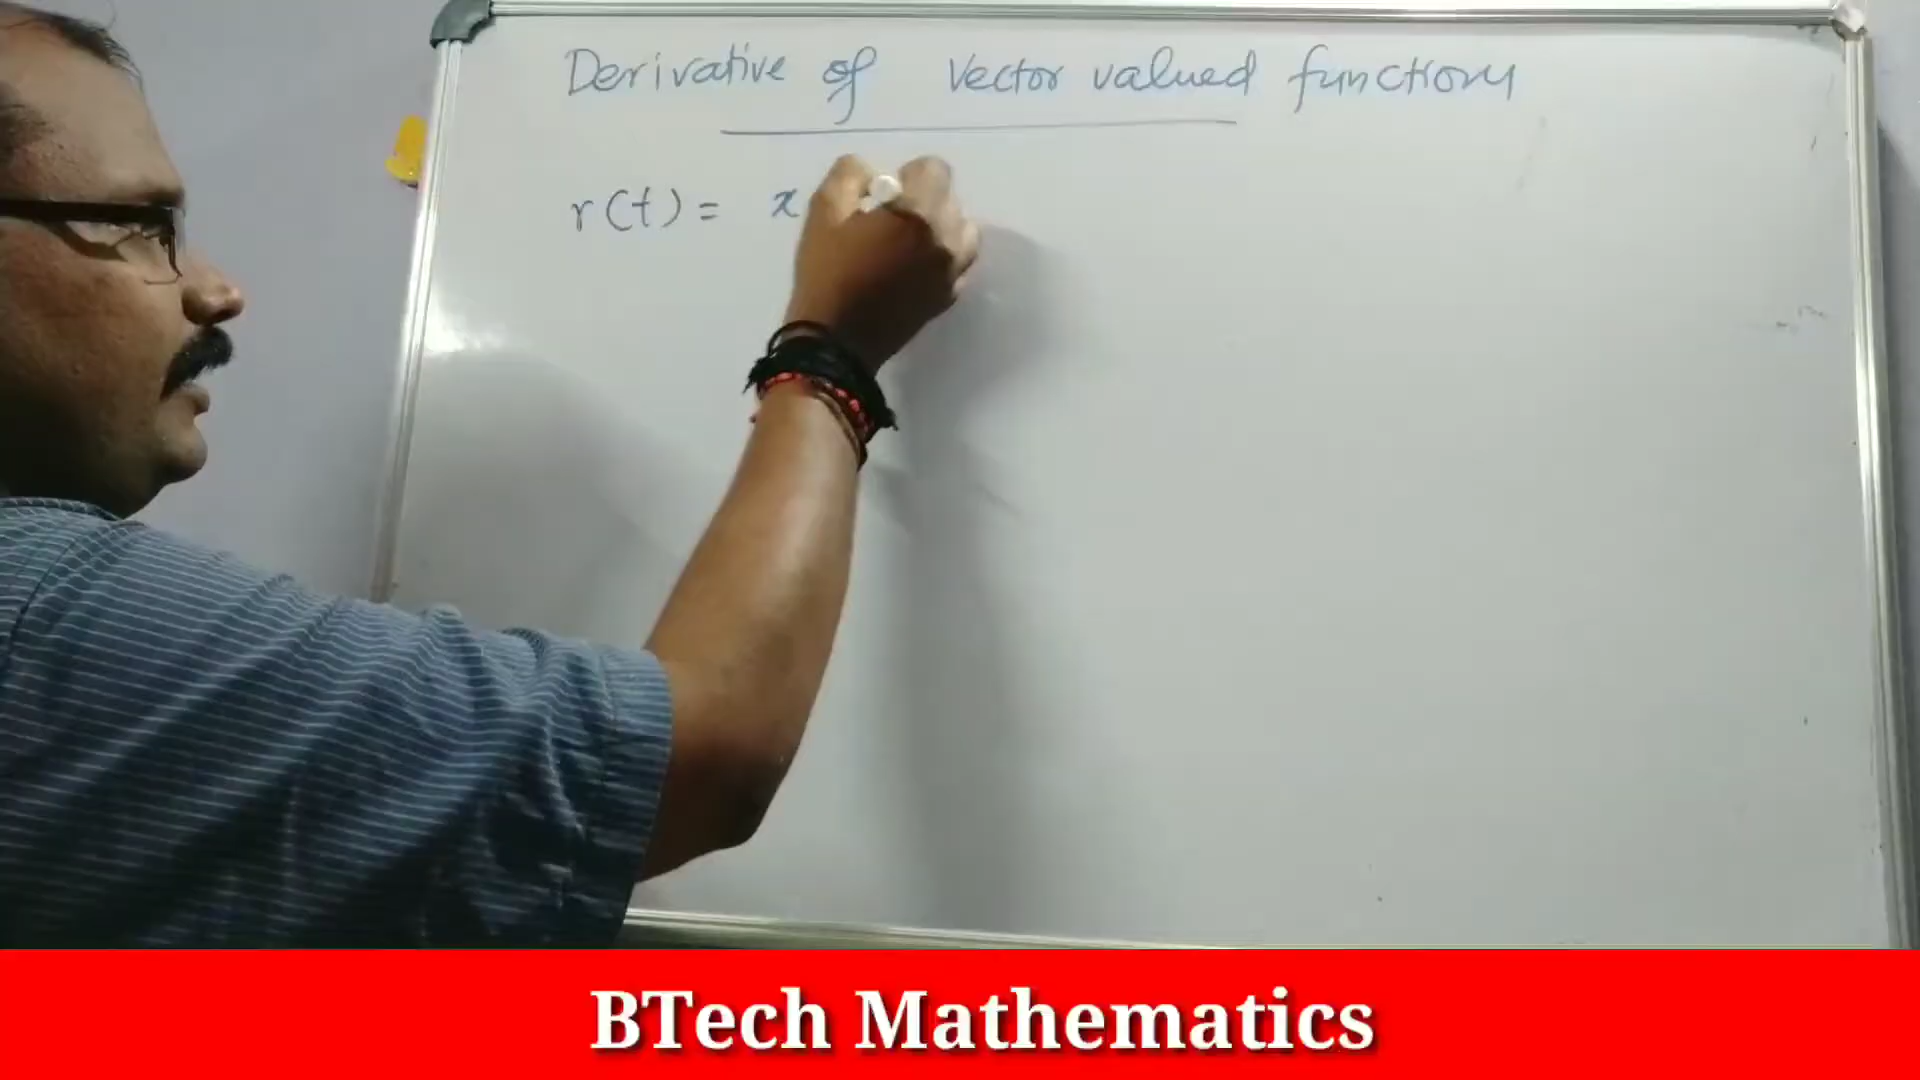 Derivative of Vector valued functions
r(t) = x
BTech Mathematics